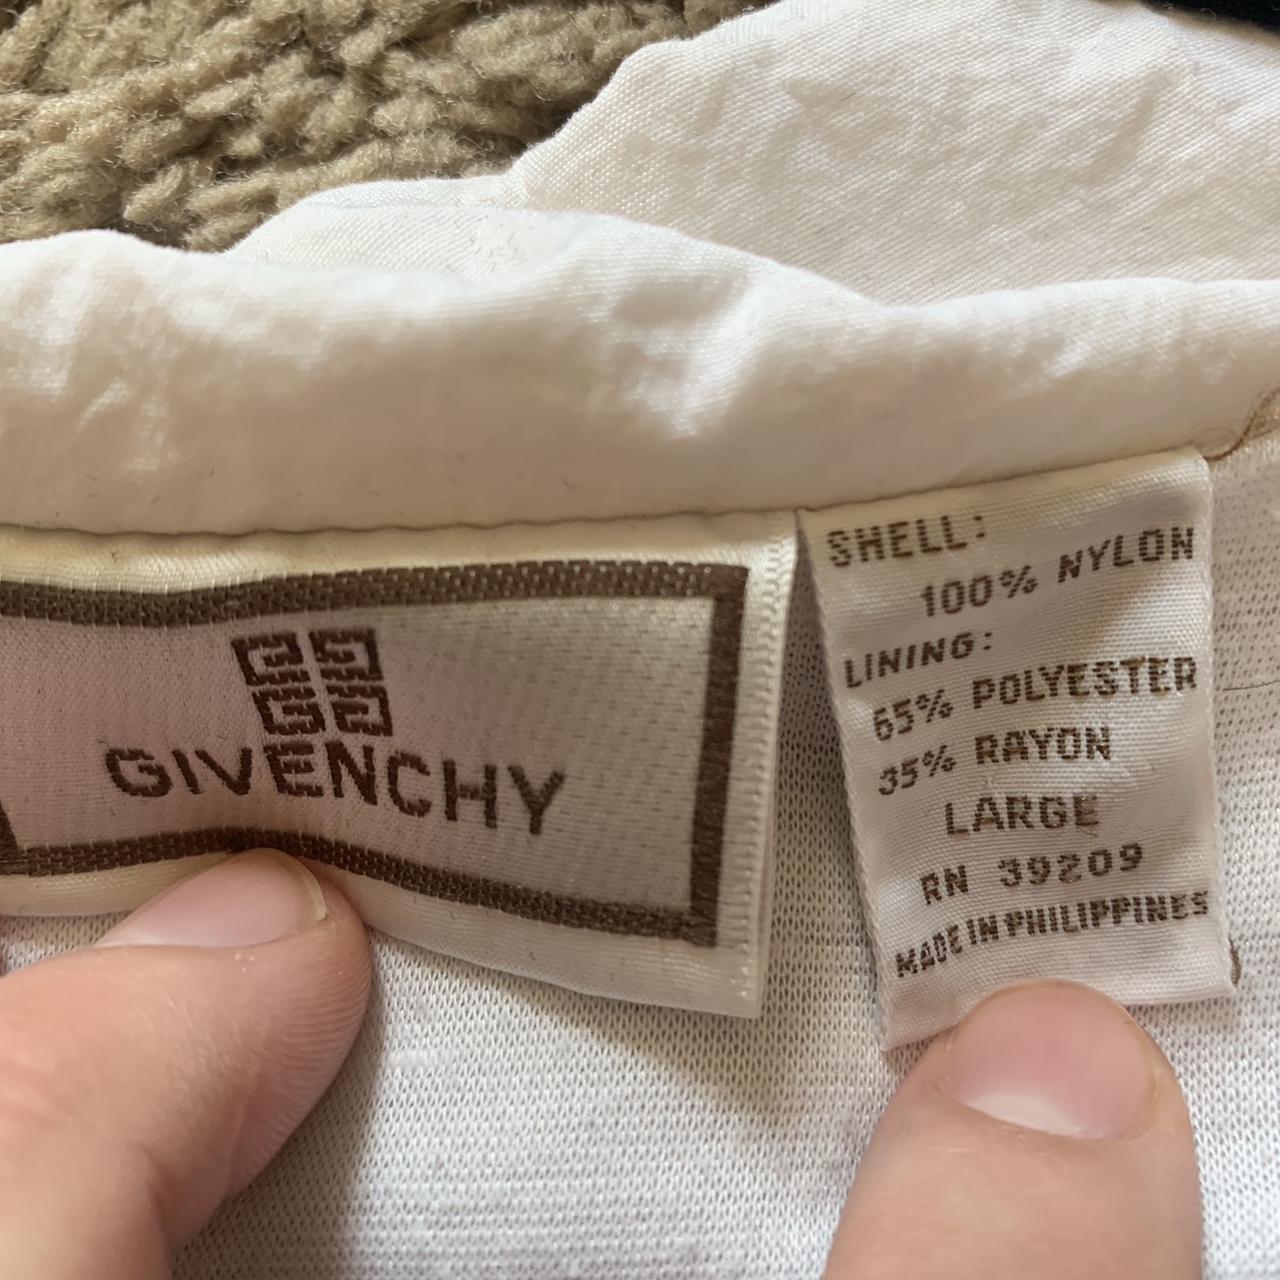 GIVENCHY
SHELL:
100% NYLON
LINING:
65% POLYESTER
35% RAYON
LARGE
RN 39209
MADE IN PHILIPPINES